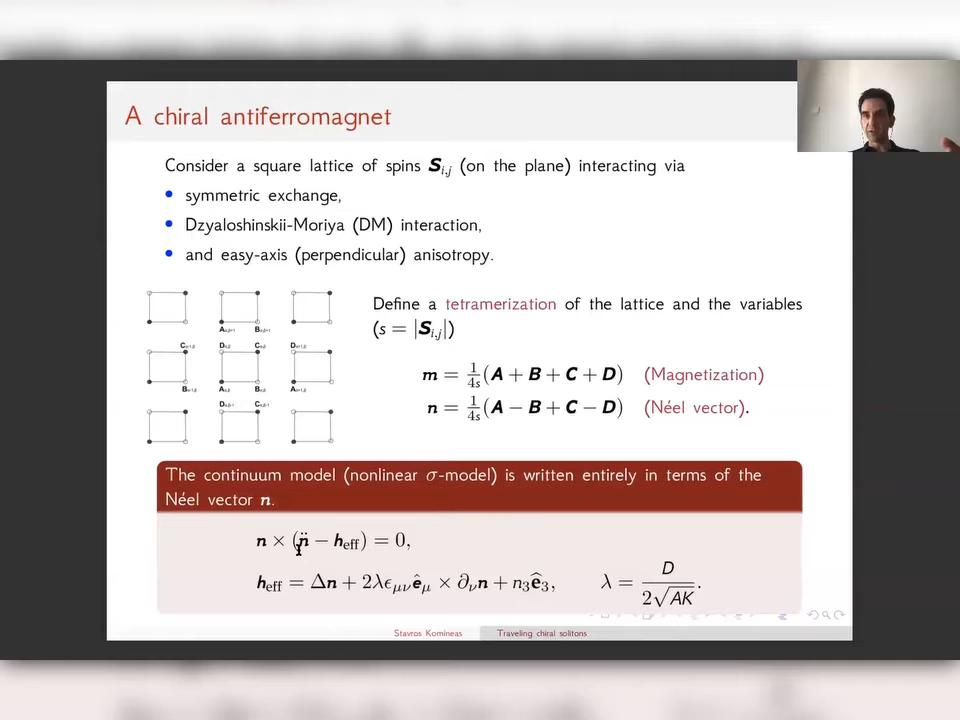 A chiral antiferromagnet
Consider a square lattice of spins S_{i,j} (on the plane) interacting via
• symmetric exchange,
• Dzyaloshinskii-Moriya (DM) interaction,
• and easy-axis (perpendicular) anisotropy.
Define a tetramerization of the lattice and the variables
(s = |S_{i,j}|)
m = 1/4s (A + B + C + D) (Magnetization)
n = 1/4s (A − B + C − D) (Néel vector).
The continuum model (nonlinear σ-model) is written entirely in terms of the
Néel vector n.
n × (n̈ − h_eff) = 0,
h_eff = Δn + 2λϵ_{μν} ê_μ × ∂_ν n + n_3 ê_3, λ = D / 2√AK.
Stavros Komineas Traveling chiral solitons